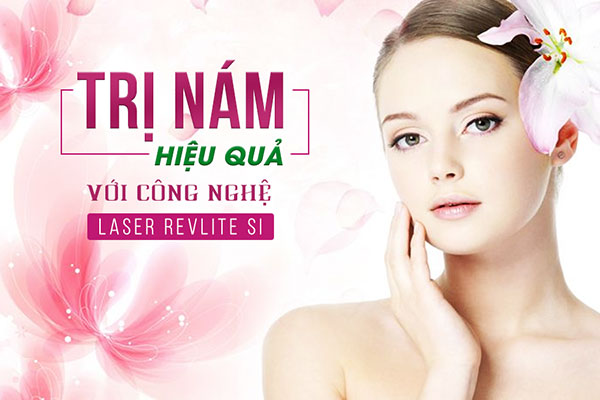 TRỊ NÁM
HIỆU QUẢ
VỚI CÔNG NGHỆ
LASER REVLITE SI